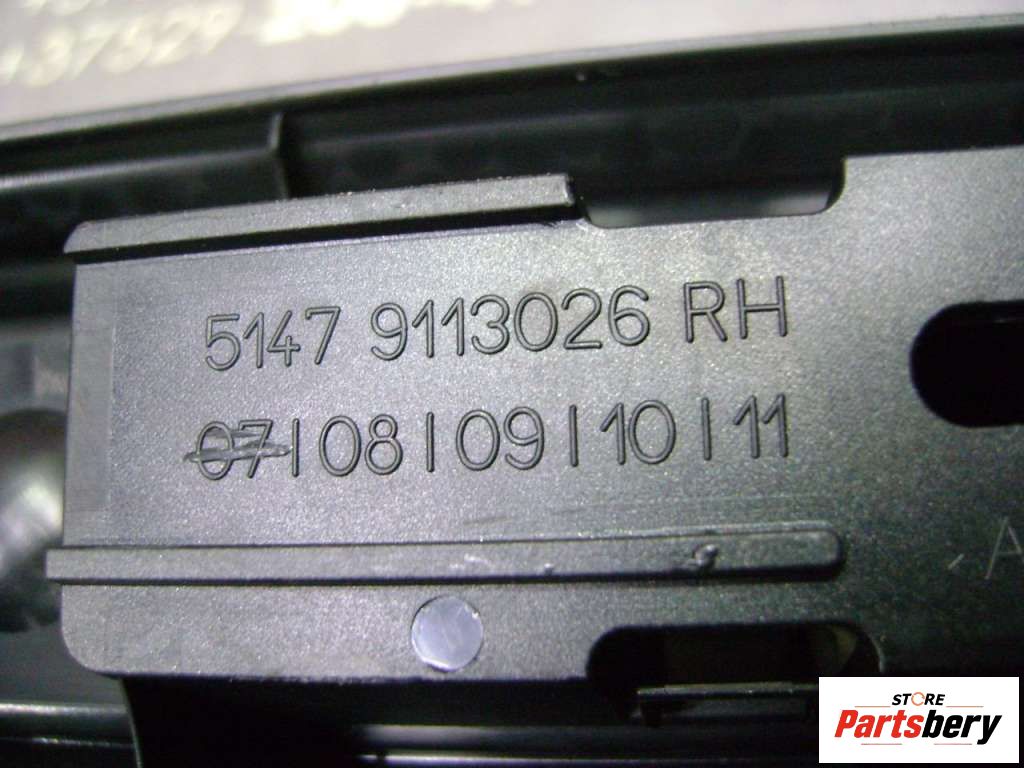 5147 9113026 RH
07|08|09|10|11
A
STORE
Partsbery